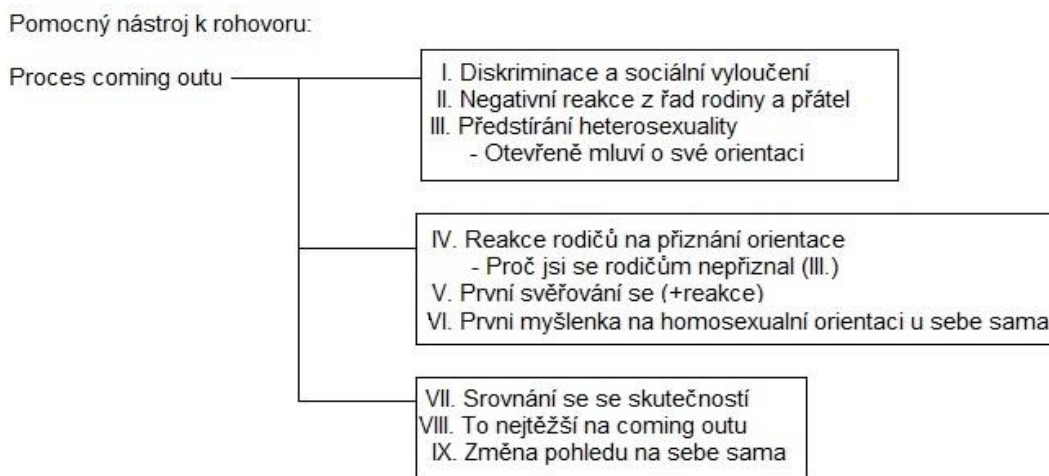 Pomocný nástroj k rohovoru:
Proces coming outu
I. Diskriminace a sociální vyloučení
II. Negativní reakce z řad rodiny a přátel
III. Předstírání heterosexuality
- Otevřeně mluví o své orientaci
IV. Reakce rodičů na přiznání orientace
- Proč jsi se rodičům nepřiznal (III.)
V. První svěřování se (+reakce)
VI. Prvni myšlenka na homosexualní orientaci u sebe sama
VII. Srovnání se se skutečností
VIII. To nejtěžší na coming outu
IX. Změna pohledu na sebe sama